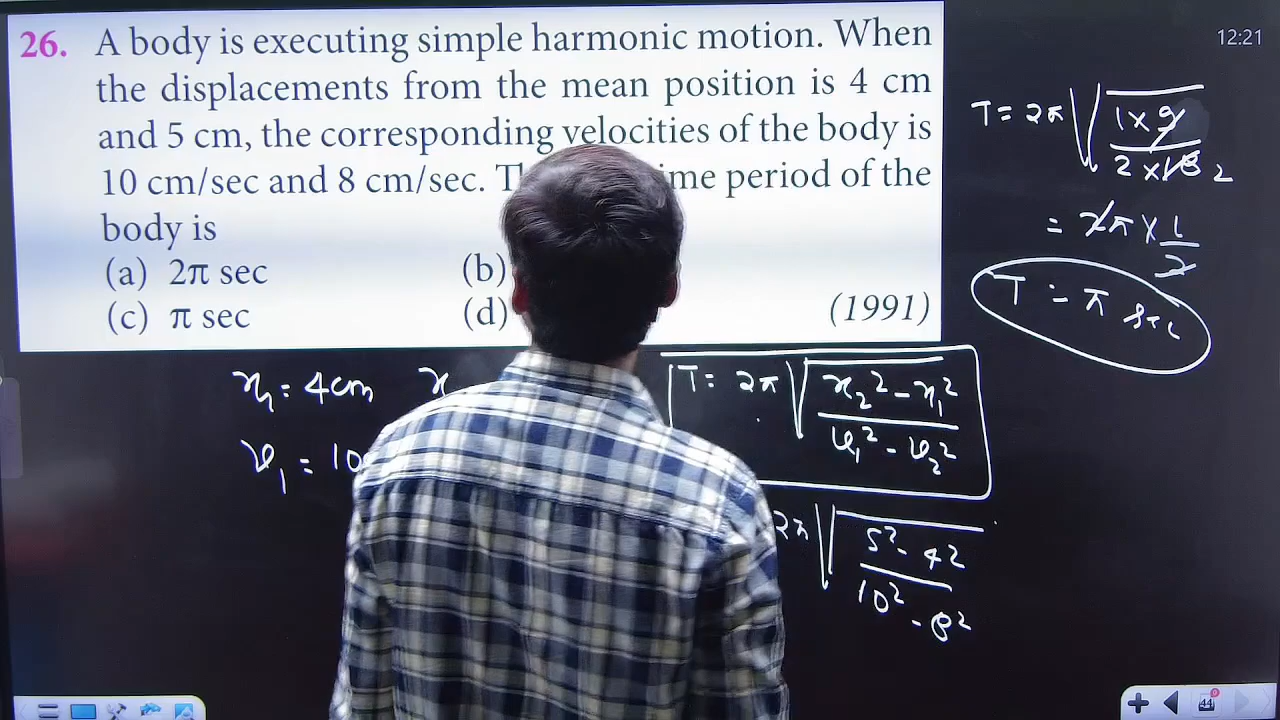 26. A body is executing simple harmonic motion. When
the displacements from the mean position is 4 cm
and 5 cm, the corresponding velocities of the body is
10 cm/sec and 8 cm/sec. me period of the
body is
(a) 2π sec (b)
(c) π sec (d) (1991)
12:21
T = 2π √ 1 × 9 / 2 × 18 2
= 2π × 1/2
T = π sec
x₁ = 4cm x
v₁ = 10
T = 2π √ x₂² - x₁² / v₁² - v₂²
2π √ 5² - 4² / 10² - 8²
44